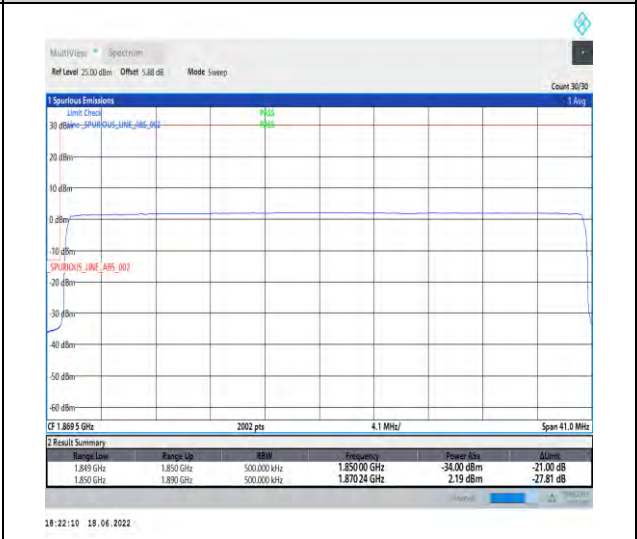 MultiView Spectrum
Ref Level 25.00 dBm Offset 5.88 dB Mode Sweep
Count 30/30
1 Spurious Emissions 1 Avg
Limit Check PASS
30 dBm Line _SPURIOUS_LINE_ABS_002 PASS
20 dBm
10 dBm
0 dBm
-10 dBm
_SPURIOUS_LINE_ABS_002
-20 dBm
-30 dBm
-40 dBm
-50 dBm
-60 dBm
CF 1.869 5 GHz 2002 pts 4.1 MHz/ Span 41.0 MHz
2 Result Summary
Range Low Range Up RBW Frequency Power Abs ΔLimit
1.849 GHz 1.850 GHz 500.000 kHz 1.850 00 GHz -34.00 dBm -21.00 dB
1.850 GHz 1.890 GHz 500.000 kHz 1.870 24 GHz 2.19 dBm -27.81 dB
18:22:10 18.06.2022